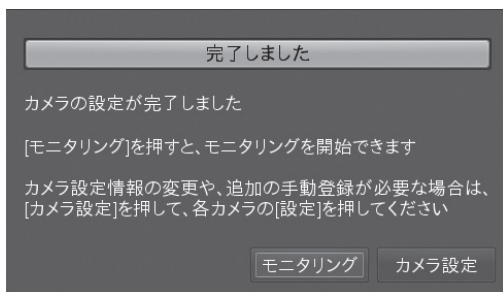 完了しました
カメラの設定が完了しました
[モニタリング]を押すと、モニタリングを開始できます
カメラ設定情報の変更や、追加の手動登録が必要な場合は、
[カメラ設定]を押して、各カメラの[設定]を押してください
モニタリング カメラ設定